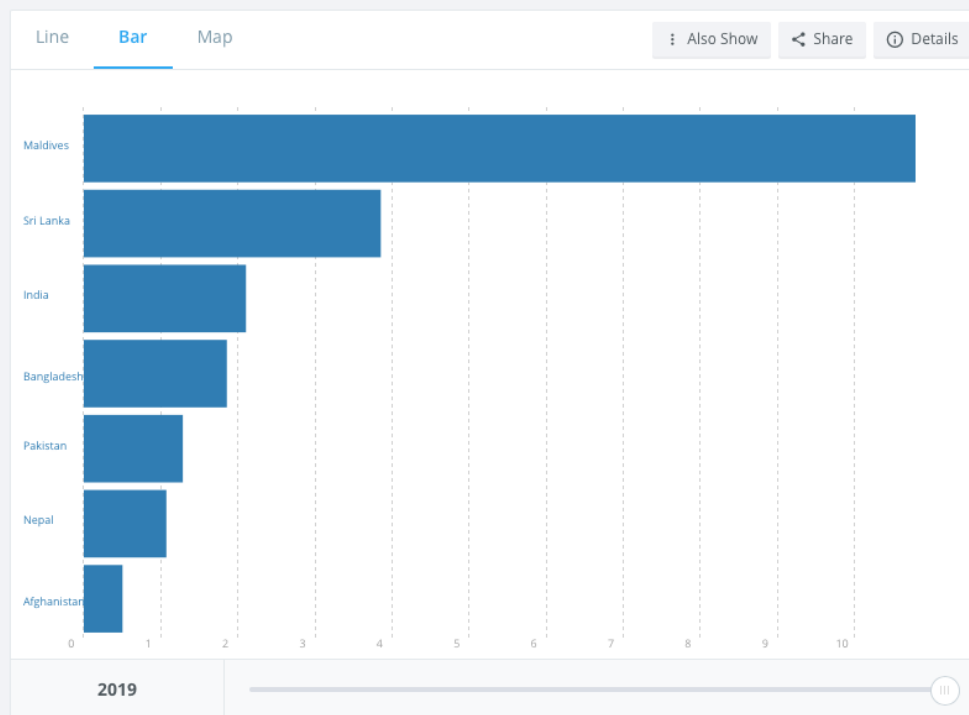 Line Bar Map Also Show Share Details
Maldives
Sri Lanka
India
Bangladesh
Pakistan
Nepal
Afghanistan
0 1 2 3 4 5 6 7 8 9 10
2019